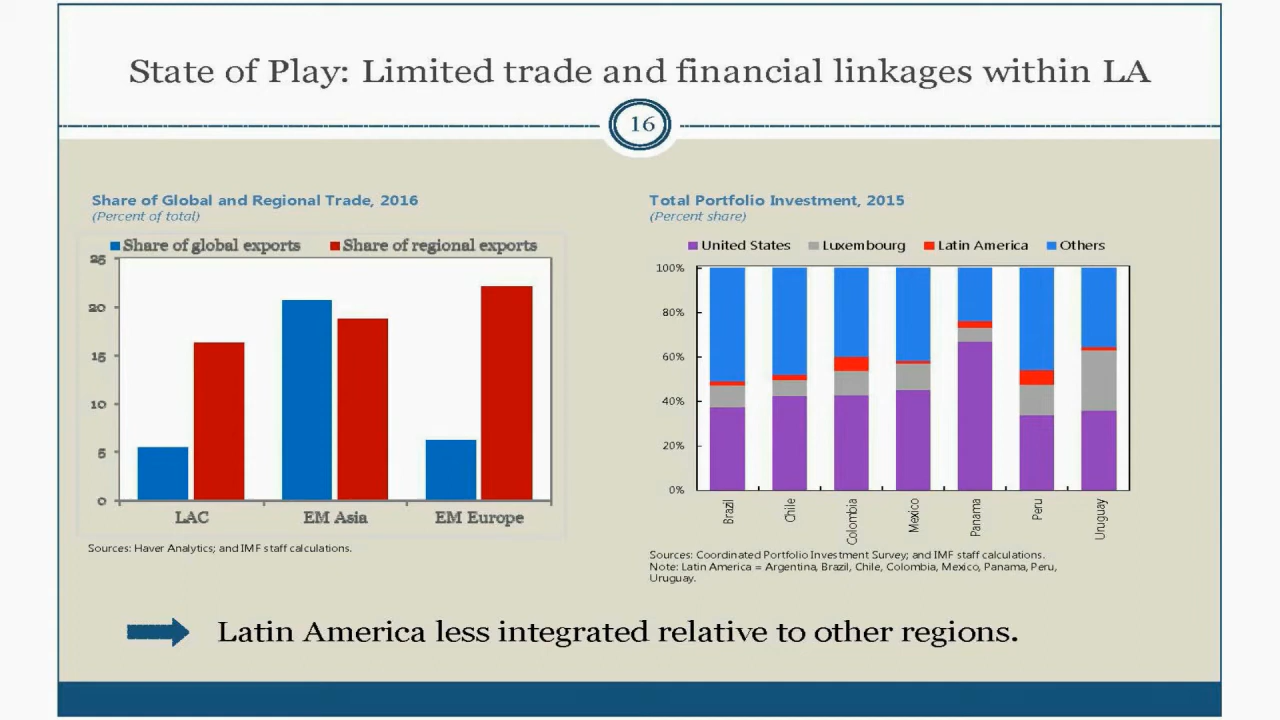 State of Play: Limited trade and financial linkages within LA
16
Share of Global and Regional Trade, 2016
(Percent of total)
Share of global exports Share of regional exports
25
20
15
10
5
0
LAC EM Asia EM Europe
Sources: Haver Analytics; and IMF staff calculations.
Total Portfolio Investment, 2015
(Percent share)
United States Luxembourg Latin America Others
100%
80%
60%
40%
20%
0%
Brazil Chile Colombia Mexico Panama Peru Uruguay
Sources: Coordinated Portfolio Investment Survey; and IMF staff calculations.
Note: Latin America = Argentina, Brazil, Chile, Colombia, Mexico, Panama, Peru,
Uruguay.
Latin America less integrated relative to other regions.